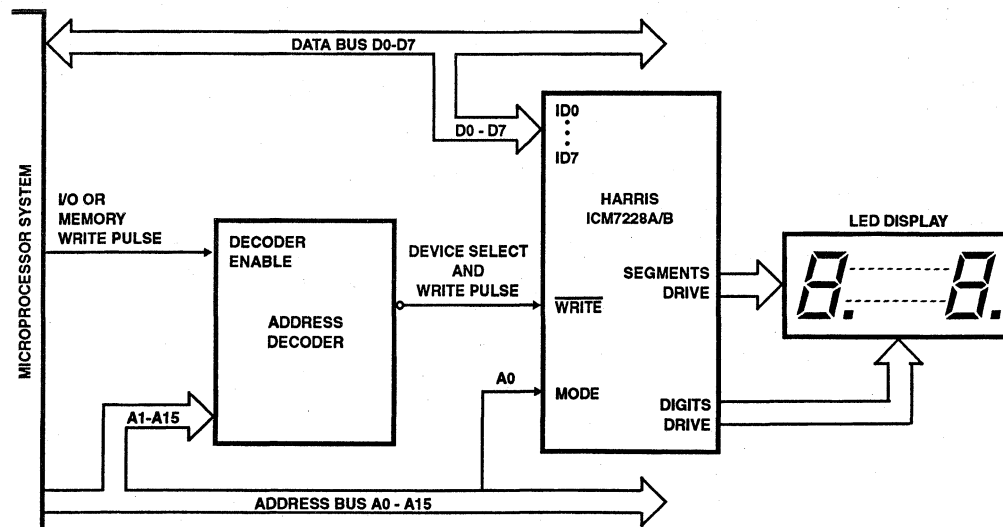 DATA BUS D0-D7
D0 - D7
ID0
ID7
HARRIS
ICM7228A/B
MICROPROCESSOR SYSTEM
I/O OR
MEMORY
WRITE PULSE
DECODER
ENABLE
ADDRESS
DECODER
DEVICE SELECT
AND
WRITE PULSE
WRITE
SEGMENTS
DRIVE
LED DISPLAY
8. 8.
A0
MODE
DIGITS
DRIVE
A1-A15
ADDRESS BUS A0 - A15